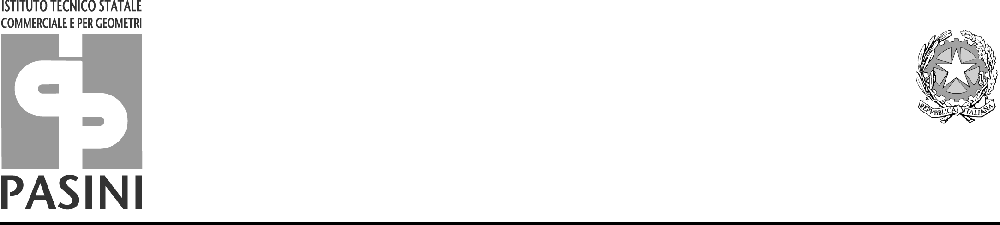 ISTITUTO TECNICO STATALE
COMMERCIALE E PER GEOMETRI
PASINI
REPVBBLICA ITALIANA